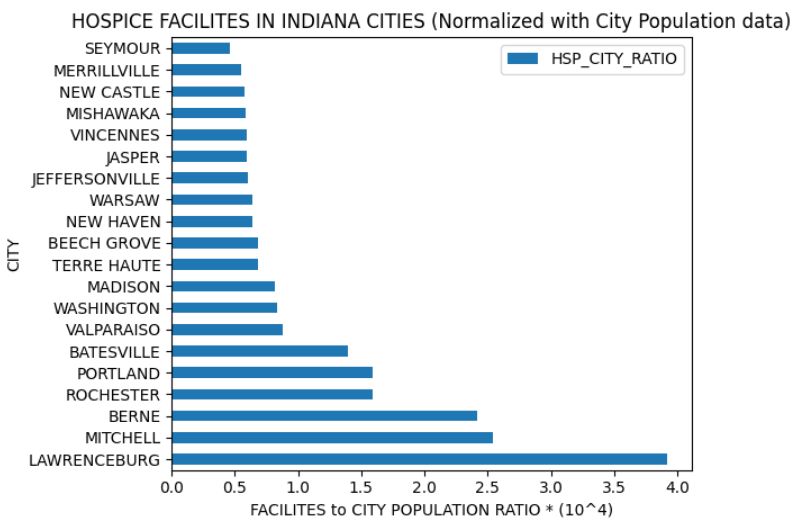 HOSPICE FACILITES IN INDIANA CITIES (Normalized with City Population data)
HSP_CITY_RATIO
CITY
SEYMOUR
MERRILLVILLE
NEW CASTLE
MISHAWAKA
VINCENNES
JASPER
JEFFERSONVILLE
WARSAW
NEW HAVEN
BEECH GROVE
TERRE HAUTE
MADISON
WASHINGTON
VALPARAISO
BATESVILLE
PORTLAND
ROCHESTER
BERNE
MITCHELL
LAWRENCEBURG
0.0 0.5 1.0 1.5 2.0 2.5 3.0 3.5 4.0
FACILITES to CITY POPULATION RATIO * (10^4)